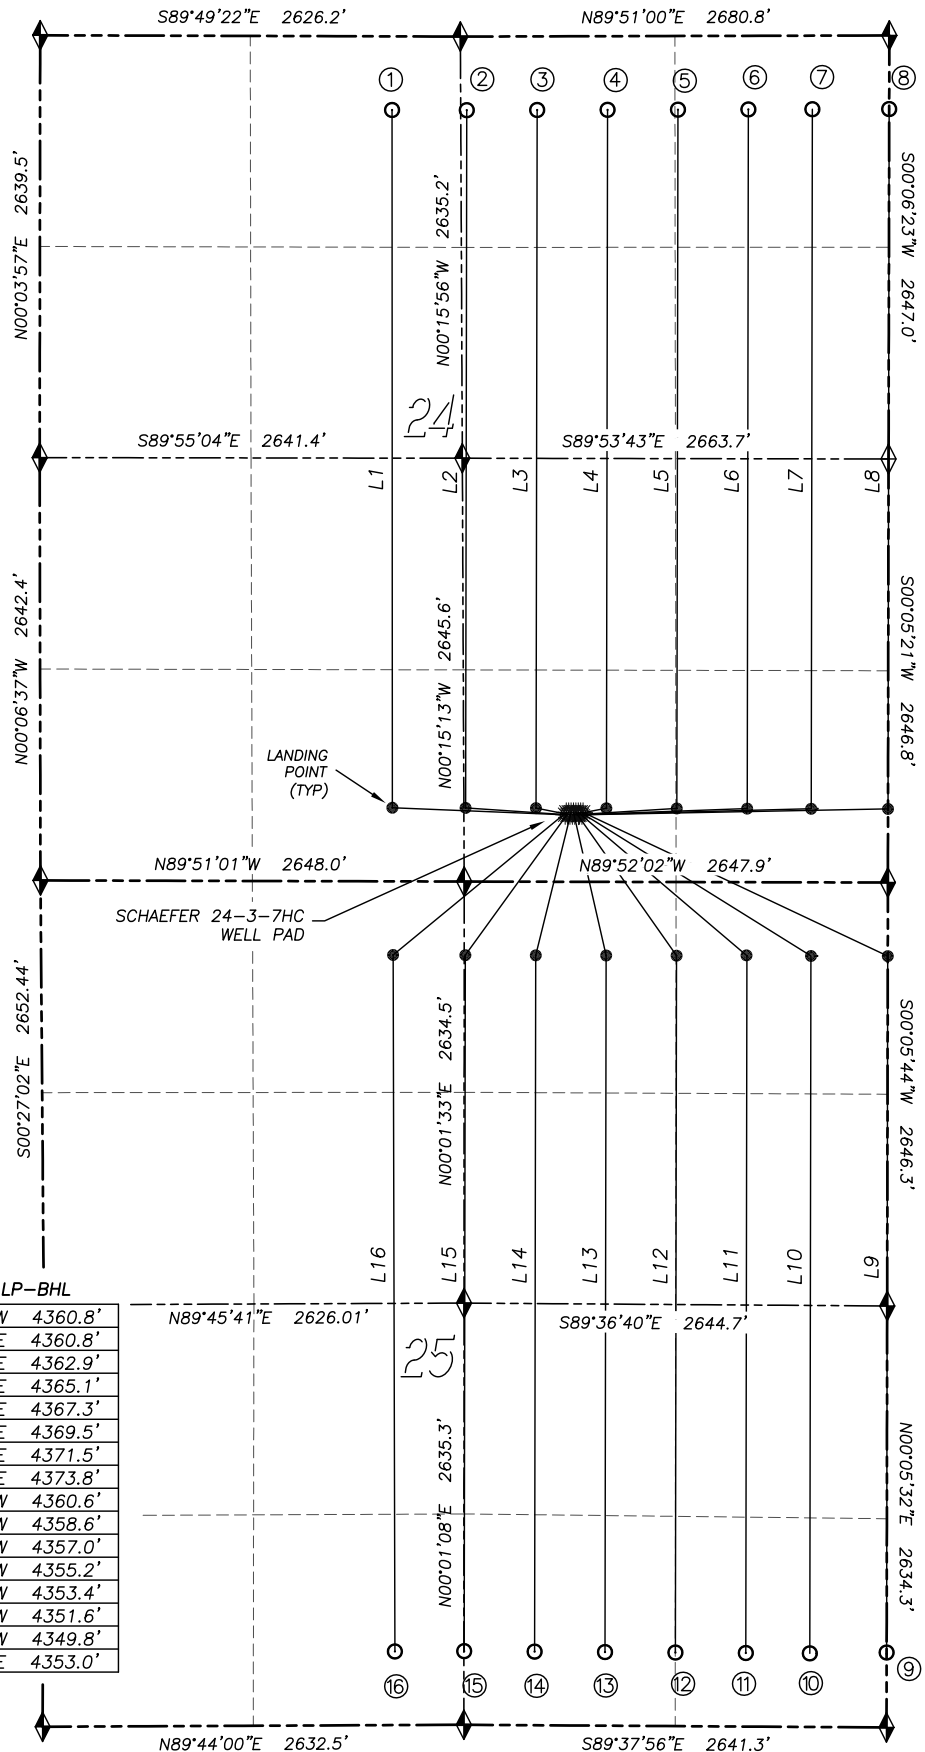 S89°49'22"E 2626.2'
N89°51'00"E 2680.8'
①
②
③
④
⑤
⑥
⑦
⑧
N00°03'57"E 2639.5'
N00°15'56"W 2635.2'
S00°06'23"W 2647.0'
24
S89°55'04"E 2641.4'
S89°53'43"E 2663.7'
L1
L2
L3
L4
L5
L6
L7
L8
N00°06'37"W 2642.4'
N00°15'13"W 2645.6'
S00°05'21"W 2646.8'
LANDING
POINT
(TYP)
N89°51'01"W 2648.0'
N89°52'02"W 2647.9'
SCHAEFER 24-3-7HC
WELL PAD
S00°27'02"E 2652.44'
N00°01'33"E 2634.5'
S00°05'44"W 2646.3'
L16
L15
L14
L13
L12
L11
L10
L9
LP-BHL
W 4360.8'
E 4360.8'
E 4362.9'
E 4365.1'
E 4367.3'
E 4369.5'
E 4371.5'
E 4373.8'
W 4360.6'
W 4358.6'
W 4357.0'
W 4355.2'
W 4353.4'
W 4351.6'
W 4349.8'
E 4353.0'
N89°45'41"E 2626.01'
S89°36'40"E 2644.7'
25
N00°01'08"E 2635.3'
N00°05'32"E 2634.3'
⑯
⑮
⑭
⑬
⑫
⑪
⑩
⑨
N89°44'00"E 2632.5'
S89°37'56"E 2641.3'